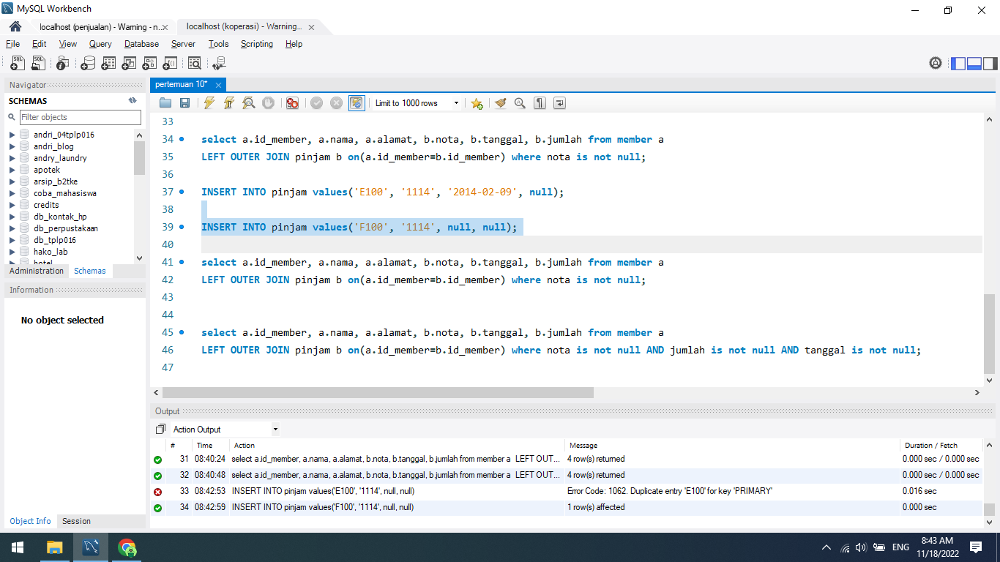 MySQL Workbench
localhost (penjualan) - Warning - n...
localhost (koperasi) - Warning...
File Edit View Query Database Server Tools Scripting Help
Navigator
SCHEMAS
Filter objects
andri_04tplp016
andri_blog
andry_laundry
apotek
arsip_b2tke
coba_mahasiswa
credits
db_kontak_hp
db_perpustakaan
db_tplp016
hako_lab
hotel
Administration Schemas
Information
No object selected
Object Info Session
pertemuan 10*
Limit to 1000 rows
33
34 select a.id_member, a.nama, a.alamat, b.nota, b.tanggal, b.jumlah from member a
35 LEFT OUTER JOIN pinjam b on(a.id_member=b.id_member) where nota is not null;
36
37 INSERT INTO pinjam values('E100', '1114', '2014-02-09', null);
38
39 INSERT INTO pinjam values('F100', '1114', null, null);
40
41 select a.id_member, a.nama, a.alamat, b.nota, b.tanggal, b.jumlah from member a
42 LEFT OUTER JOIN pinjam b on(a.id_member=b.id_member) where nota is not null;
43
44
45 select a.id_member, a.nama, a.alamat, b.nota, b.tanggal, b.jumlah from member a
46 LEFT OUTER JOIN pinjam b on(a.id_member=b.id_member) where nota is not null AND jumlah is not null AND tanggal is not null;
47
Output
Action Output
# Time Action Message Duration / Fetch
31 08:40:24 select a.id_member, a.nama, a.alamat, b.nota, b.tanggal, b.jumlah from member a LEFT OUT... 4 row(s) returned 0.000 sec / 0.000 sec
32 08:40:48 select a.id_member, a.nama, a.alamat, b.nota, b.tanggal, b.jumlah from member a LEFT OUT... 4 row(s) returned 0.000 sec / 0.000 sec
33 08:42:53 INSERT INTO pinjam values('E100', '1114', null, null) Error Code: 1062. Duplicate entry 'E100' for key 'PRIMARY' 0.016 sec
34 08:42:59 INSERT INTO pinjam values('F100', '1114', null, null) 1 row(s) affected 0.000 sec
ENG
8:43 AM
11/18/2022